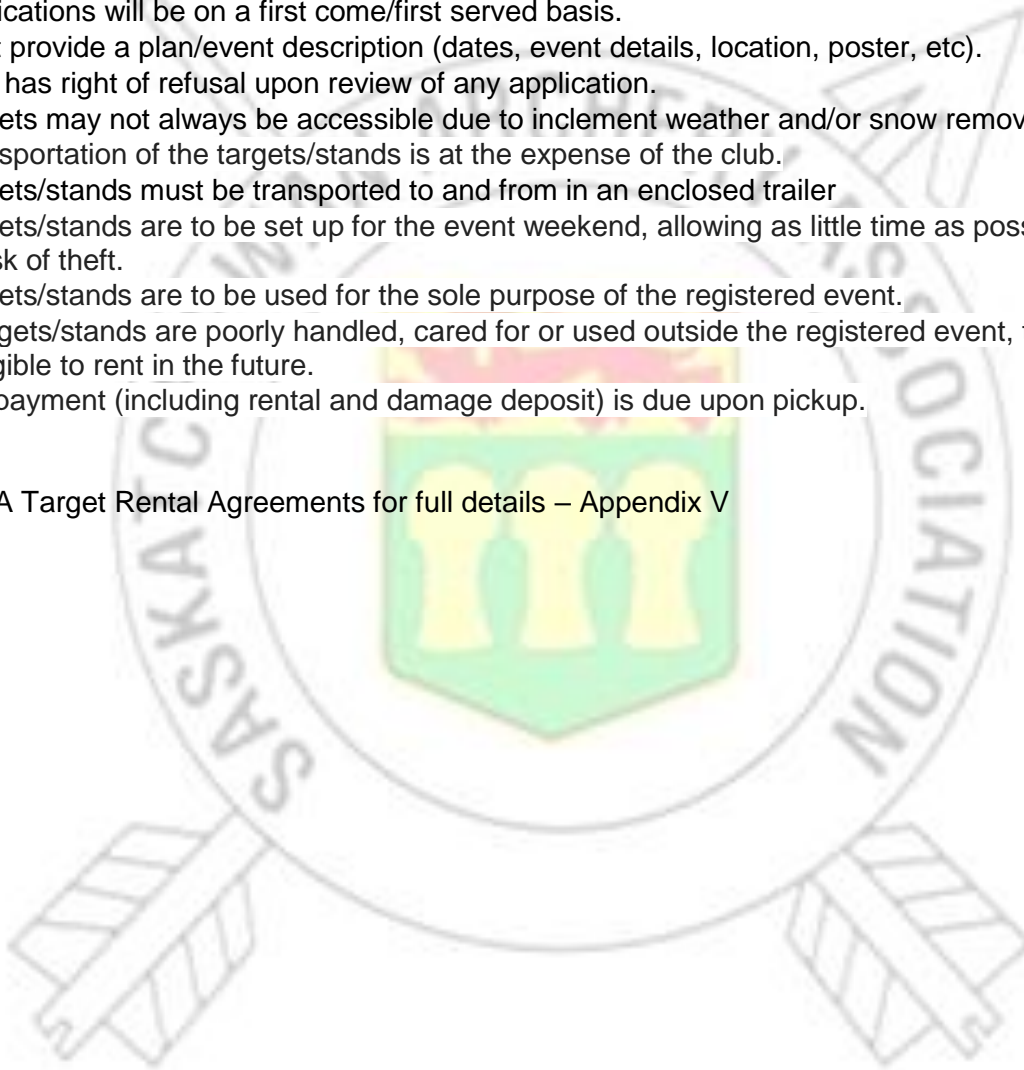 ications will be on a first come/first served basis.
t provide a plan/event description (dates, event details, location, poster, etc).
has right of refusal upon review of any application.
ets may not always be accessible due to inclement weather and/or snow remov
sportation of the targets/stands is at the expense of the club.
ets/stands must be transported to and from in an enclosed trailer
ets/stands are to be set up for the event weekend, allowing as little time as poss
sk of theft.
ets/stands are to be used for the sole purpose of the registered event.
gets/stands are poorly handled, cared for or used outside the registered event, t
gible to rent in the future.
payment (including rental and damage deposit) is due upon pickup.
A Target Rental Agreements for full details – Appendix V
SASKATCHEWAN ARCHERY ASSOCIATION